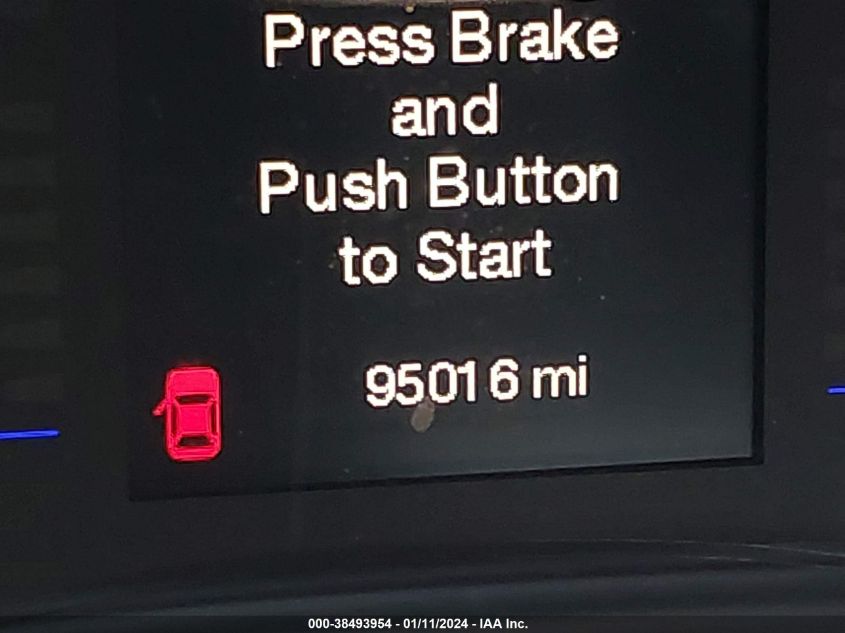 Press Brake
and
Push Button
to Start
95016 mi
000-38493954 - 01/11/2024 - IAA Inc.